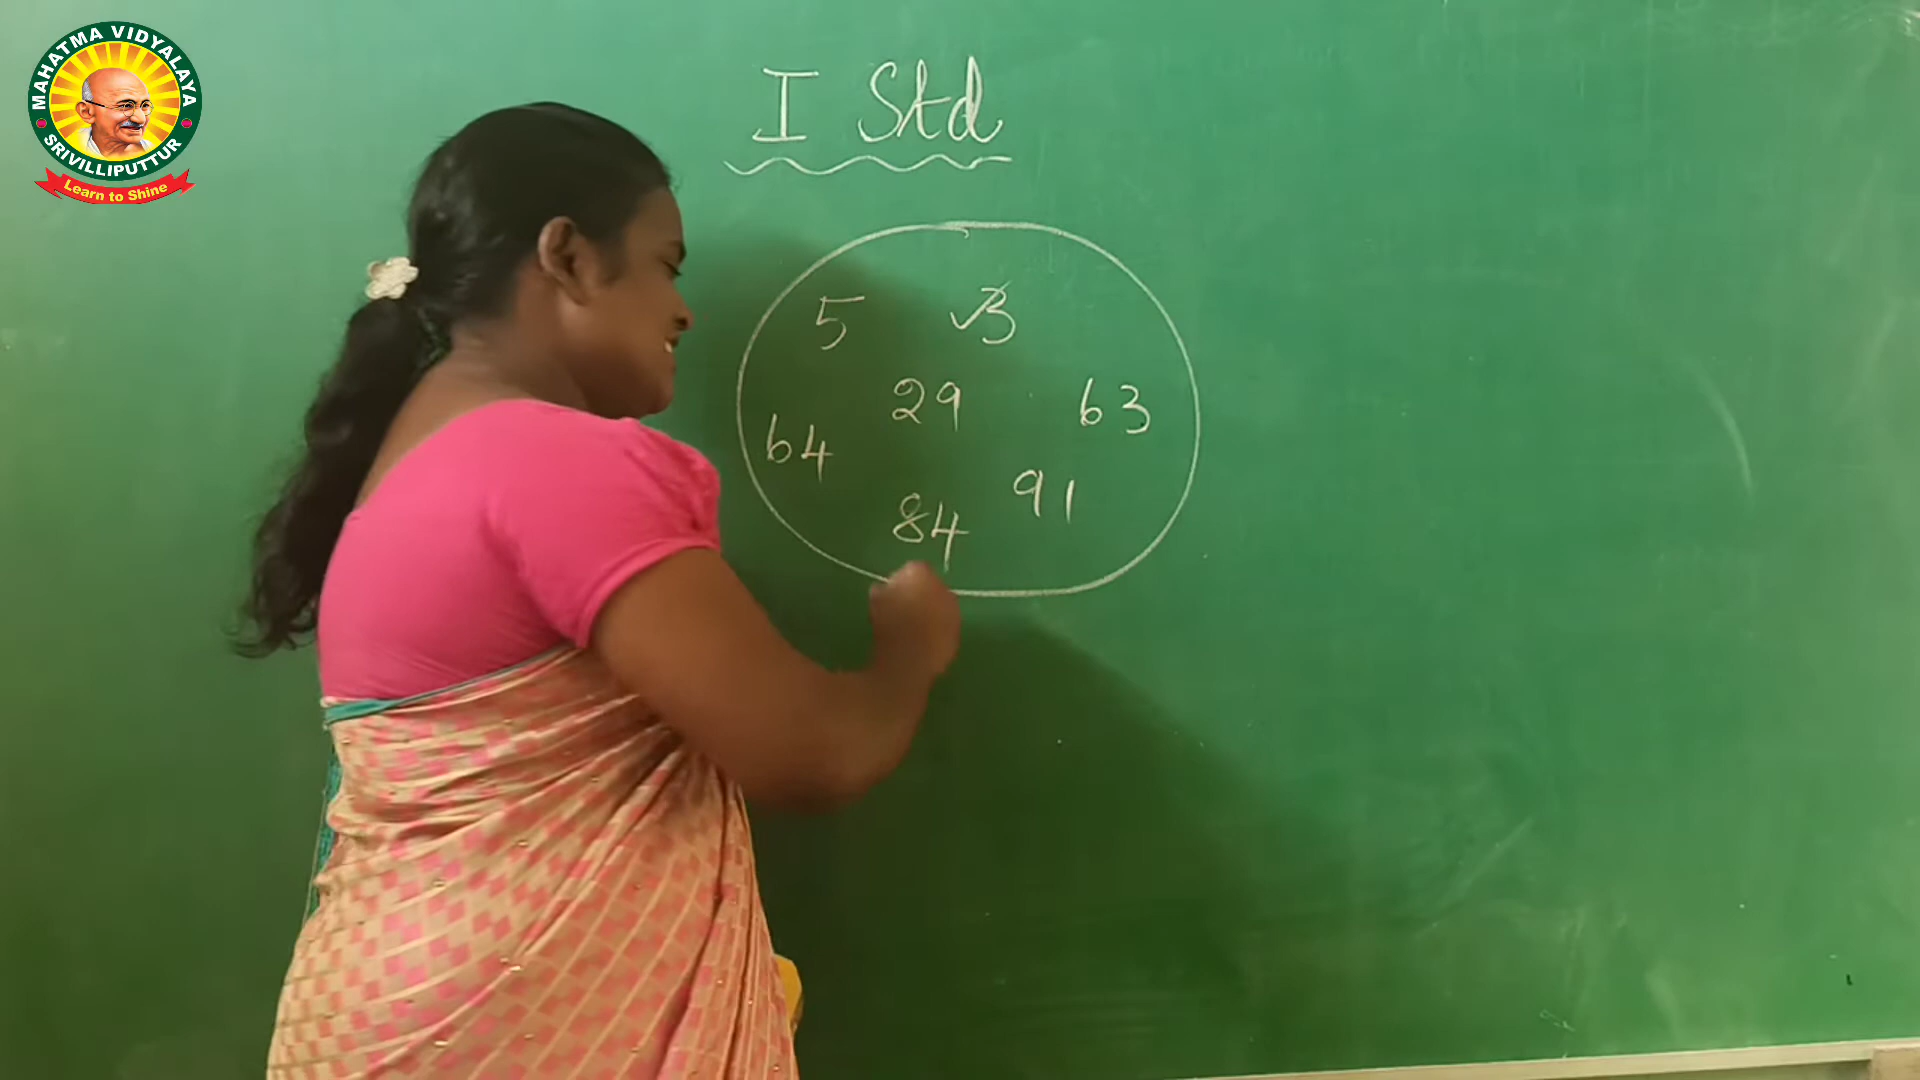 MAHATMA VIDYALAYA
SRIVILLIPUTTUR
Learn to Shine
I Std
5 3
29 63
64
91
84